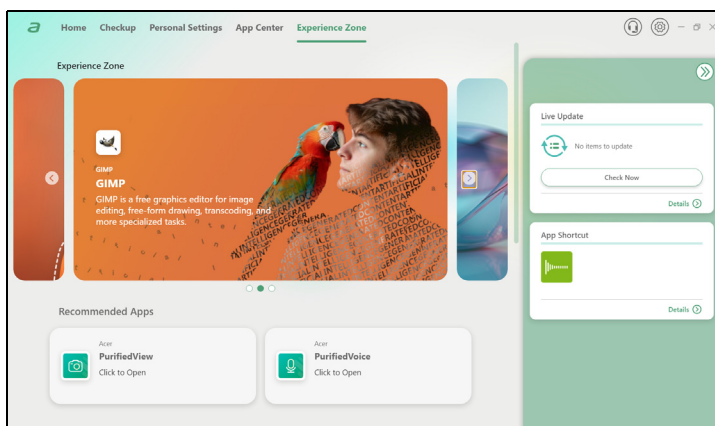 a
Home Checkup Personal Settings App Center Experience Zone
Experience Zone
GIMP
GIMP
GIMP is a free graphics editor for image
editing, free-form drawing, transcoding, and
more specialized tasks.
Recommended Apps
Acer
PurifiedView
Click to Open
Acer
PurifiedVoice
Click to Open
Live Update
No items to update
Check Now
Details
App Shortcut
Details